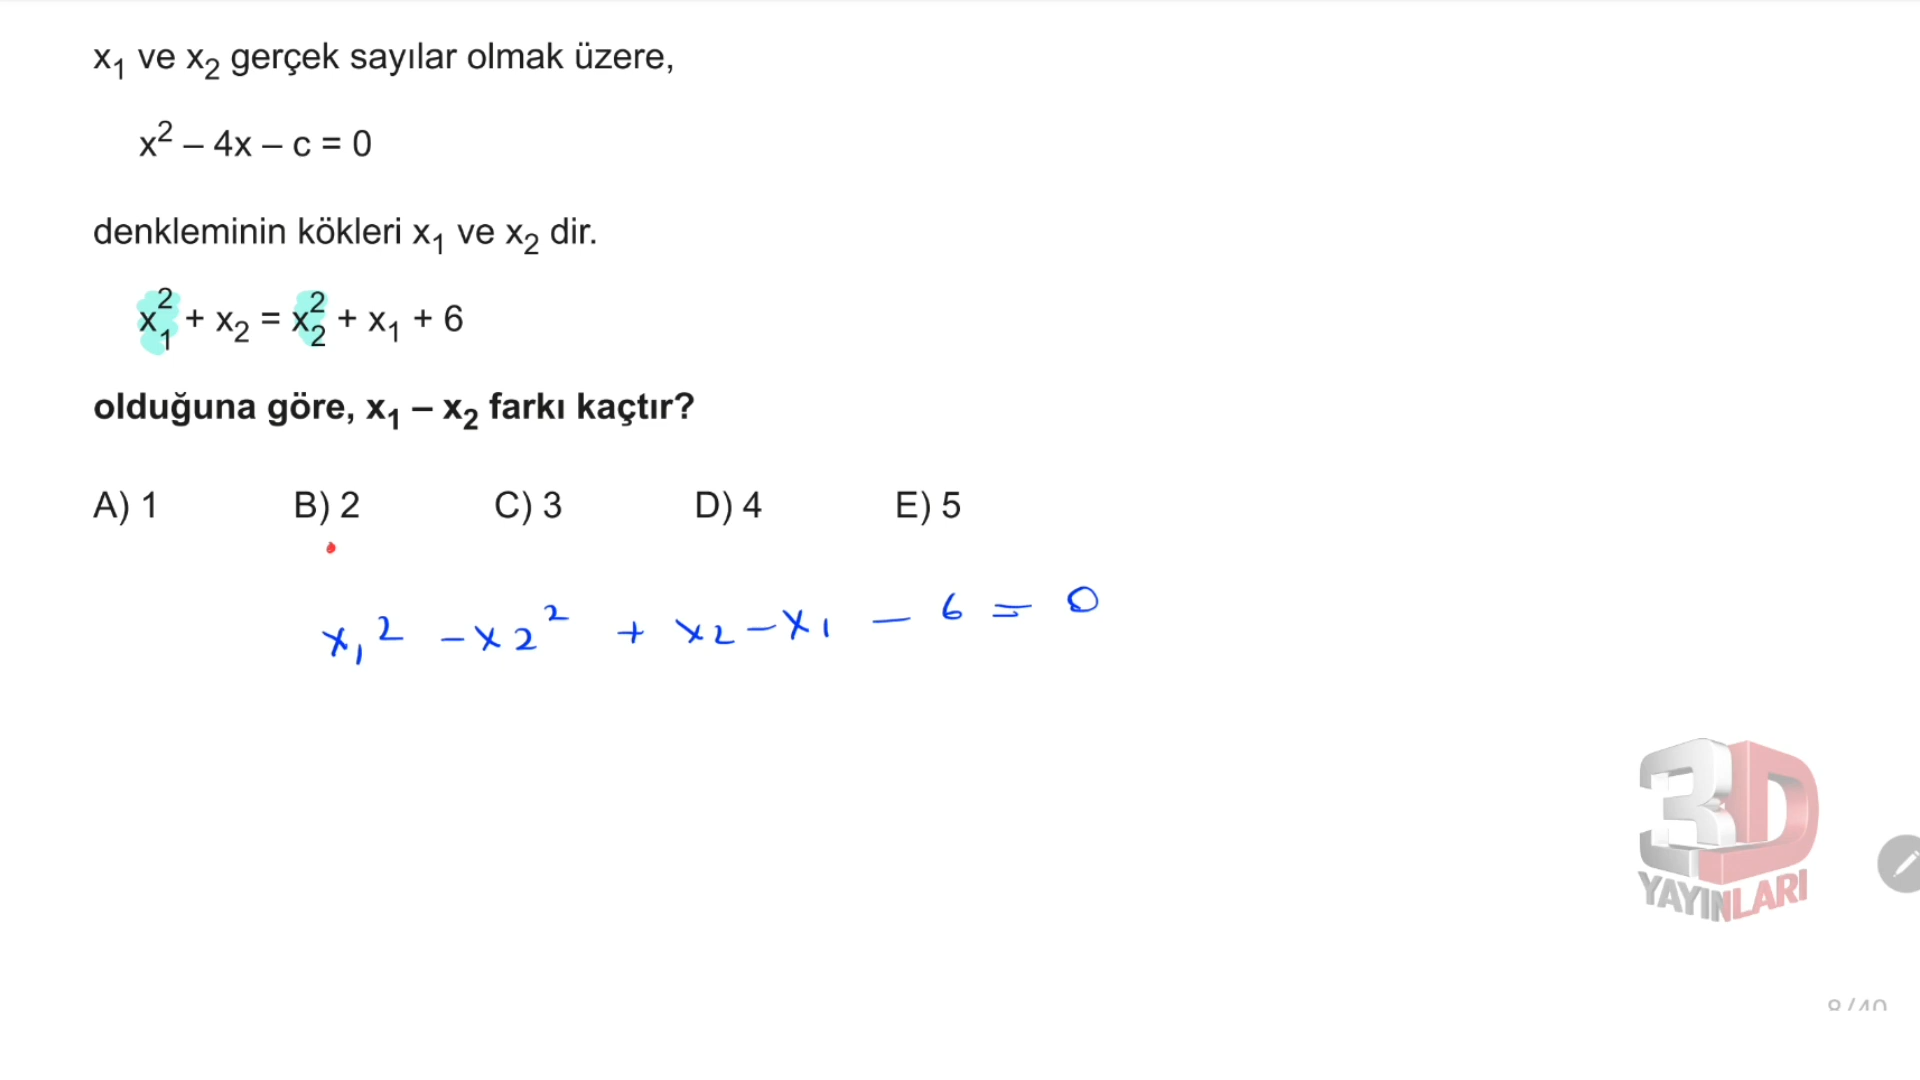 x₁ ve x₂ gerçek sayılar olmak üzere,
x² – 4x – c = 0
denkleminin kökleri x₁ ve x₂ dir.
x₁² + x₂ = x₂² + x₁ + 6
olduğuna göre, x₁ – x₂ farkı kaçtır?
A) 1 B) 2 C) 3 D) 4 E) 5
x₁² – x₂² + x₂ – x₁ – 6 = 0
3D
YAYINLARI
8/40